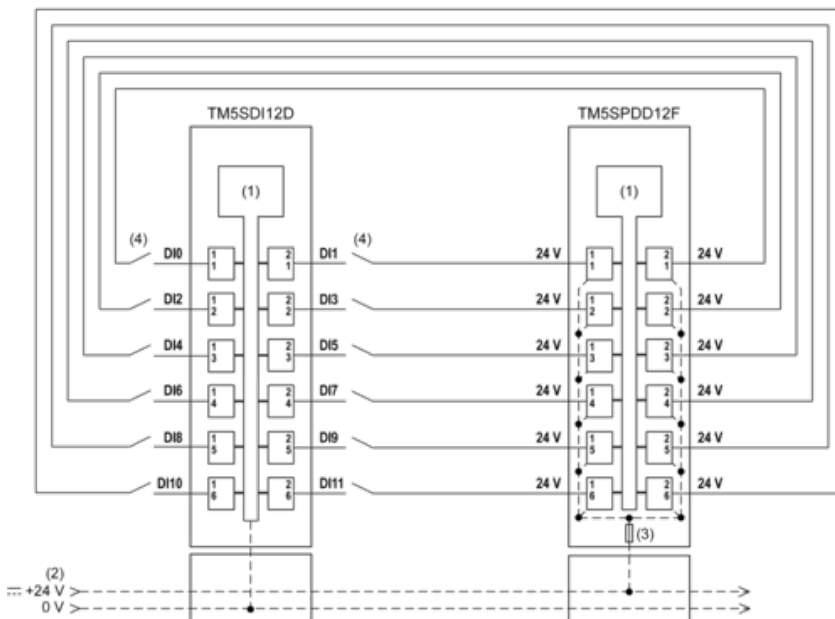 TM5SDI12D TM5SPDD12F
(1) (1)
(4) DI0 1 1 2 1 DI1 (4) 24 V 1 1 2 1 24 V
DI2 1 2 2 2 DI3 24 V 1 2 2 2 24 V
DI4 1 3 2 3 DI5 24 V 1 3 2 3 24 V
DI6 1 4 2 4 DI7 24 V 1 4 2 4 24 V
DI8 1 5 2 5 DI9 24 V 1 5 2 5 24 V
DI10 1 6 2 6 DI11 24 V 1 6 2 6 24 V
(3)
(2)
+24 V
0 V